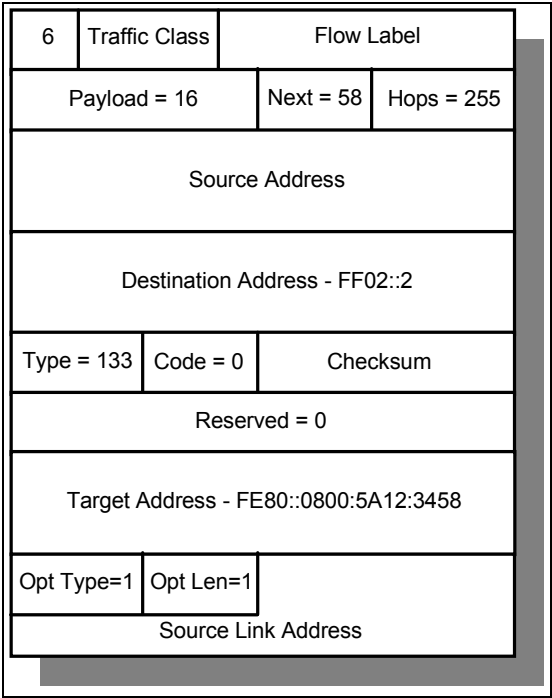 6 Traffic Class Flow Label
Payload = 16 Next = 58 Hops = 255
Source Address
Destination Address - FF02::2
Type = 133 Code = 0 Checksum
Reserved = 0
Target Address - FE80::0800:5A12:3458
Opt Type=1 Opt Len=1
Source Link Address